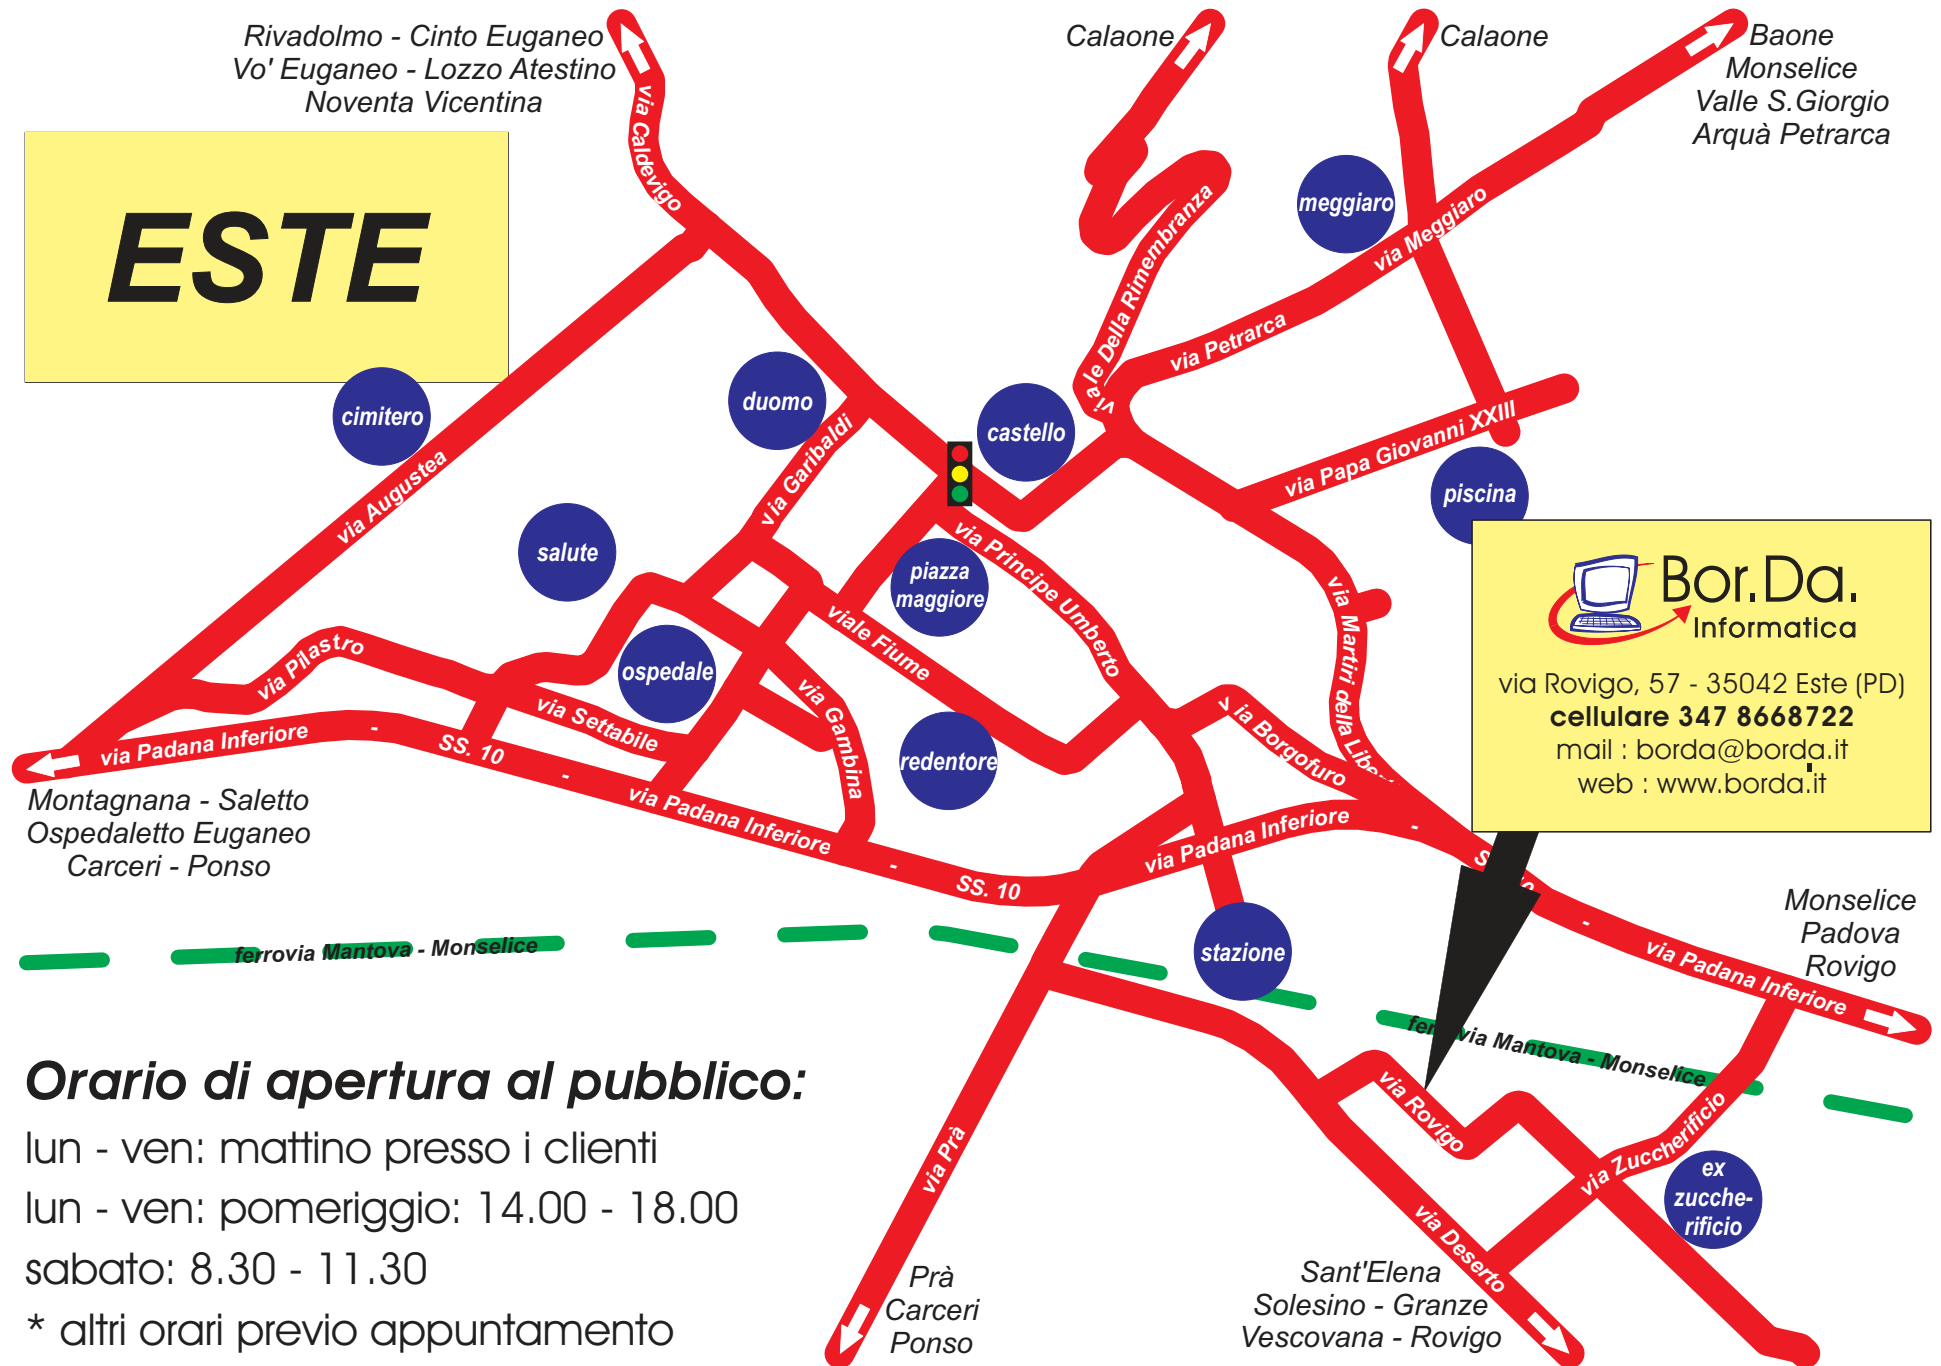 Rivadolmo - Cinto Euganeo
Vo' Euganeo - Lozzo Atestino
Noventa Vicentina
Calaone
Calaone
Baone
Monselice
Valle S.Giorgio
Arquà Petrarca
ESTE
via Caldevigo
meggiaro
via Meggiaro
viale Della Rimembranza
via Petrarca
cimitero
duomo
castello
via Augustea
via Garibaldi
via Papa Giovanni XXIII
piscina
salute
piazza
maggiore
via Principe Umberto
via Martiri della
viale Fiume
via Pilastro
ospedale
via Settabile
via Gambina
redentore
via Borgofuro
Bor.Da.
Informatica
via Rovigo, 57 - 35042 Este (PD)
cellulare 347 8668722
mail : borda@borda.it
web : www.borda.it
via Padana Inferiore - SS. 10 - via Padana Inferiore - SS. 10
via Padana Inferiore -
- via Padana Inferiore
Montagnana - Saletto
Ospedaletto Euganeo
Carceri - Ponso
Monselice
Padova
Rovigo
ferrovia Mantova - Monselice
stazione
ferrovia Mantova - Monselice
via Rovigo
via Zuccherificio
ex
zucche-
rificio
via Prà
via Deserto
Orario di apertura al pubblico:
lun - ven: mattino presso i clienti
lun - ven: pomeriggio: 14.00 - 18.00
sabato: 8.30 - 11.30
* altri orari previo appuntamento
Prà
Carceri
Ponso
Sant'Elena
Solesino - Granze
Vescovana - Rovigo